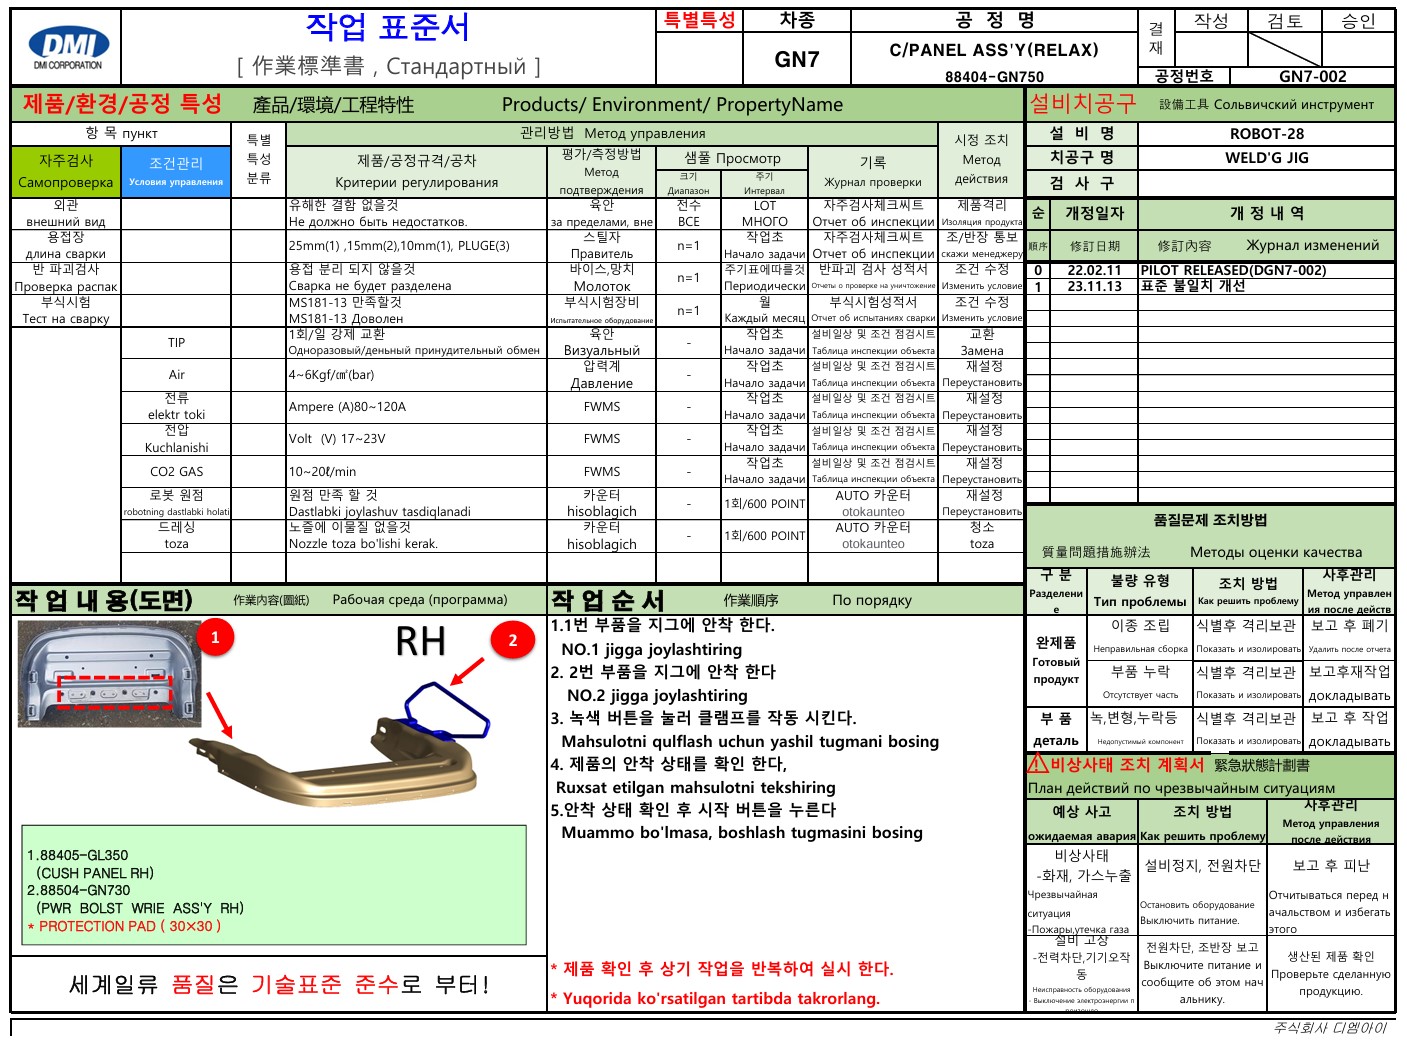 DMI
DMI CORPORATION
작업 표준서
[ 作業標準書 , Стандартный ]
특별특성
차종
GN7
공 정 명
C/PANEL ASS'Y(RELAX)
88404-GN750
결재
작성
검토
승인
공정번호
GN7-002
제품/환경/공정 특성 產品/環境/工程特性 Products/ Environment/ PropertyName
항 목 пункт
특별
특성
분류
관리방법 Метод управления
시정 조치
Метод
действия
자주검사
Самопроверка
조건관리
Условия управления
제품/공정규격/공차
Критерии регулирования
평가/측정방법
Метод
подтверждения
샘풀 Просмотр
크기
Диапазон
주기
Интервал
기록
Журнал проверки
외관
внешний вид
유해한 결함 없을것
Не должно быть недостатков.
육안
за пределами, вне
전수
ВСЕ
LOT
МНОГО
자주검사체크씨트
Отчет об инспекции
제품격리
Изоляция продукта
용접장
длина сварки
25mm(1) ,15mm(2),10mm(1), PLUGE(3)
스틸자
Правитель
n=1
작업초
Начало задачи
자주검사체크씨트
Отчет об инспекции
조/반장 통보
скажи менеджеру
반 파괴검사
Проверка распак
용접 분리 되지 않을것
Сварка не будет разделена
바이스,망치
Молоток
n=1
주기표에따를것
Периодически
반파괴 검사 성적서
Отчеты о проверке на уничтожение
조건 수정
Изменить условие
부식시험
Тест на сварку
MS181-13 만족할것
MS181-13 Доволен
부식시험장비
Испытательное оборудование
n=1
월
Каждый месяц
부식시험성적서
Отчет об испытаниях сварки
조건 수정
Изменить условие
TIP
1회/일 강제 교환
Одноразовый/деньный принудительный обмен
육안
Визуальный
-
작업초
Начало задачи
설비일상 및 조건 점검시트
Таблица инспекции объекта
교환
Замена
Air
4~6Kgf/㎠(bar)
압력계
Давление
-
작업초
Начало задачи
설비일상 및 조건 점검시트
Таблица инспекции объекта
재설정
Переустановить
전류
elektr toki
Ampere (A)80~120A
FWMS
-
작업초
Начало задачи
설비일상 및 조건 점검시트
Таблица инспекции объекта
재설정
Переустановить
전압
Kuchlanishi
Volt (V) 17~23V
FWMS
-
작업초
Начало задачи
설비일상 및 조건 점검시트
Таблица инспекции объекта
재설정
Переустановить
CO2 GAS
10~20ℓ/min
FWMS
-
작업초
Начало задачи
설비일상 및 조건 점검시트
Таблица инспекции объекта
재설정
Переустановить
로봇 원점
robotning dastlabki holati
원점 만족 할 것
Dastlabki joylashuv tasdiqlanadi
카운터
hisoblagich
-
1회/600 POINT
AUTO 카운터
otokaunteo
재설정
Переустановить
드레싱
toza
노즐에 이물질 없을것
Nozzle toza bo'lishi kerak.
카운터
hisoblagich
-
1회/600 POINT
AUTO 카운터
otokaunteo
청소
toza
설비치공구 設備工具 Сольвичский инструмент
설 비 명
ROBOT-28
치공구 명
WELD'G JIG
검 사 구
순
개정일자
개 정 내 역
順序
修訂日期
修訂內容 Журнал изменений
0 22.02.11 PILOT RELEASED(DGN7-002)
1 23.11.13 표준 불일치 개선
품질문제 조치방법
質量問題措施辦法 Методы оценки качества
구 분
Разделени
е
불량 유형
Тип проблемы
조치 방법
Как решить проблему
사후관리
Метод управлен
ия после действ
완제품
Готовый
продукт
이종 조립
Неправильная сборка
식별후 격리보관
Показать и изолировать
보고 후 폐기
Удалить после отчета
부품 누락
Отсутствует часть
식별후 격리보관
Показать и изолировать
보고후재작업
докладывать
부 품
деталь
녹,변형,누락등
Недопустимый компонент
식별후 격리보관
Показать и изолировать
보고 후 작업
докладывать
비상사태 조치 계획서 緊急狀態計劃書
План действий по чрезвычайным ситуациям
예상 사고
ожидаемая авария
조치 방법
Как решить проблему
사후관리
Метод управления
после действия
비상사태
-화재, 가스누출
Чрезвычайная
ситуация
-Пожары,утечка газа
설비정지, 전원차단
Остановить оборудование
Выключить питание.
보고 후 피난
Отчитываться перед н
ачальством и избегать
этого
설비 고장
-전력차단,기기오작
동
Неисправность оборудования
- Выключение электроэнергии п
전원차단, 조반장 보고
Выключите питание и
сообщите об этом нач
альнику.
생산된 제품 확인
Проверьте сделанную
продукцию.
작 업 내 용(도면) 作業內容(圖紙) Рабочая среда (программа)
1
RH
2
1.88405-GL350
(CUSH PANEL RH)
2.88504-GN730
(PWR BOLST WRIE ASS'Y RH)
* PROTECTION PAD ( 30×30 )
세계일류 품질은 기술표준 준수로 부터!
작 업 순 서 作業順序 По порядку
1.1번 부품을 지그에 안착 한다.
NO.1 jigga joylashtiring
2. 2번 부품을 지그에 안착 한다
NO.2 jigga joylashtiring
3. 녹색 버튼을 눌러 클램프를 작동 시킨다.
Mahsulotni qulflash uchun yashil tugmani bosing
4. 제품의 안착 상태를 확인 한다,
Ruxsat etilgan mahsulotni tekshiring
5.안착 상태 확인 후 시작 버튼을 누른다
Muammo bo'lmasa, boshlash tugmasini bosing
* 제품 확인 후 상기 작업을 반복하여 실시 한다.
* Yuqorida ko'rsatilgan tartibda takrorlang.
주식회사 디엠아이